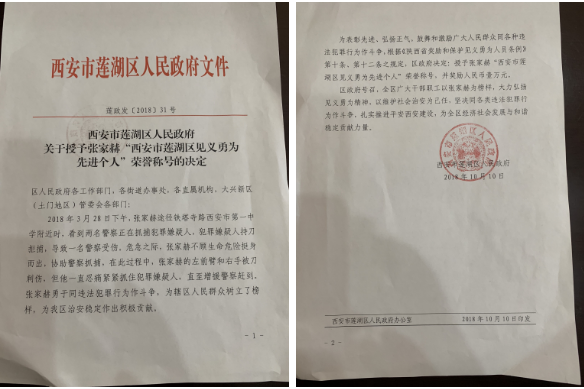 西安市莲湖区人民政府文件
莲政发〔2018〕31号
西安市莲湖区人民政府
关于授予张家赫“西安市莲湖区见义勇为
先进个人”荣誉称号的决定
区人民政府各工作部门，各街道办事处，各直属机构，大兴新区
（土门地区）管委会各部门：
2018年3月28日下午，张家赫途径铁塔寺路西安市第一中
学附近时，看到两名警察正在抓捕犯罪嫌疑人，犯罪嫌疑人持刀
拒捕，导致一名警察受伤。危急之际，张家赫不顾生命危险挺身
而出，协助警察抓捕，在此过程中，张家赫的左前臂和右手被刀
刺伤，但他一直忍痛紧紧抓住犯罪嫌疑人，直至增援警察赶到。
张家赫勇于同违法犯罪行为作斗争，为辖区人民群众树立了榜
样，为我区治安稳定作出积极贡献。
- 1 -
为表彰先进、弘扬正气，鼓舞和激励广大人民群众同各种违
法犯罪行为作斗争，根据《陕西省奖励和保护见义勇为人员条例》
第十条、第十二条之规定，区政府决定：授予张家赫“西安市莲
湖区见义勇为先进个人”荣誉称号，并奖励人民币壹万元。
区政府号召，全区广大干部职工以张家赫为榜样，大力弘扬
见义勇为精神，以维护社会治安为己任，坚决同各类违法犯罪行
为作斗争，扎实推进平安西安建设，为全区经济社会发展与和谐
稳定贡献力量。
西安市莲湖区人民政府
2018年10月10日
西安市莲湖区人民政府办公室
2018年10月10日印发
- 2 -